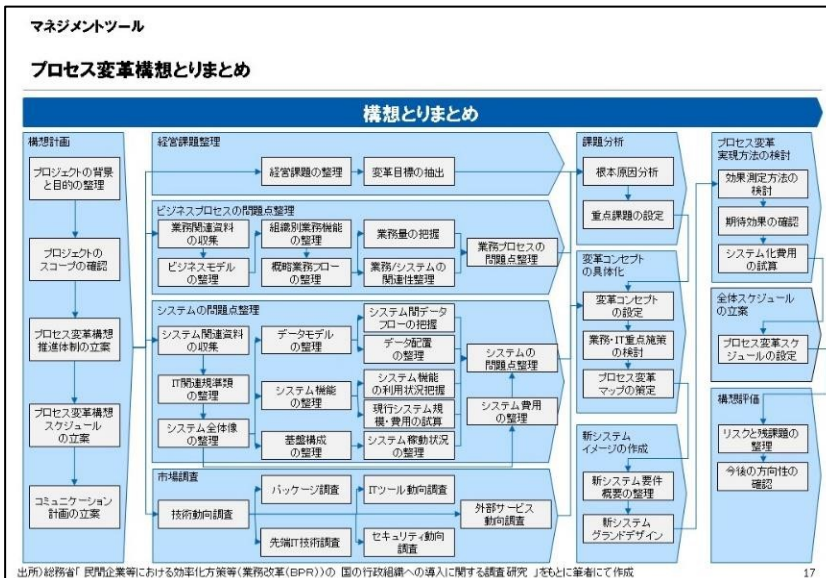 マネジメントツール
プロセス変革構想とりまとめ
構想とりまとめ
構想計画
プロジェクトの背景
と目的の整理
プロジェクトの
スコープの確認
プロセス変革構想
推進体制の立案
プロセス変革構想
スケジュール
の立案
コミュニケーション
計画の立案
経営課題整理
経営課題の整理
変革目標の抽出
ビジネスプロセスの問題点整理
業務関連資料
の収集
組織別業務機能
の整理
業務量の把握
ビジネスモデル
の整理
概略業務フロー
の整理
業務/システムの
関連性整理
業務プロセスの
問題点整理
システムの問題点整理
システム関連資料
の収集
データモデル
の整理
システム間データ
フローの把握
データ配置
の整理
IT関連規準類
の整理
システム機能
の整理
システム機能
の利用状況把握
現行システム規
模・費用の試算
システム全体像
の整理
基盤構成
の整理
システム稼動状況
の整理
システムの
問題点整理
システム費用
の整理
市場調査
技術動向調査
パッケージ調査
ITツール動向調査
先端IT技術調査
セキュリティ動向
調査
外部サービス
動向調査
課題分析
根本原因分析
重点課題の設定
変革コンセプト
の具体化
変革コンセプト
の設定
業務・IT重点施策
の検討
プロセス変革
マップの策定
新システム
イメージの作成
新システム要件
概要の整理
新システム
グランドデザイン
プロセス変革
実現方法の検討
効果測定方法の
検討
期待効果の確認
システム化費用
の試算
全体スケジュール
の立案
プロセス変革スケ
ジュールの設定
構想評価
リスクと残課題の
整理
今後の方向性の
確認
出所)総務省「 民間企業等における効率化方策等(業務改革(BPR))の 国の行政組織への導入に関する調査研究 」をもとに筆者にて作成
17